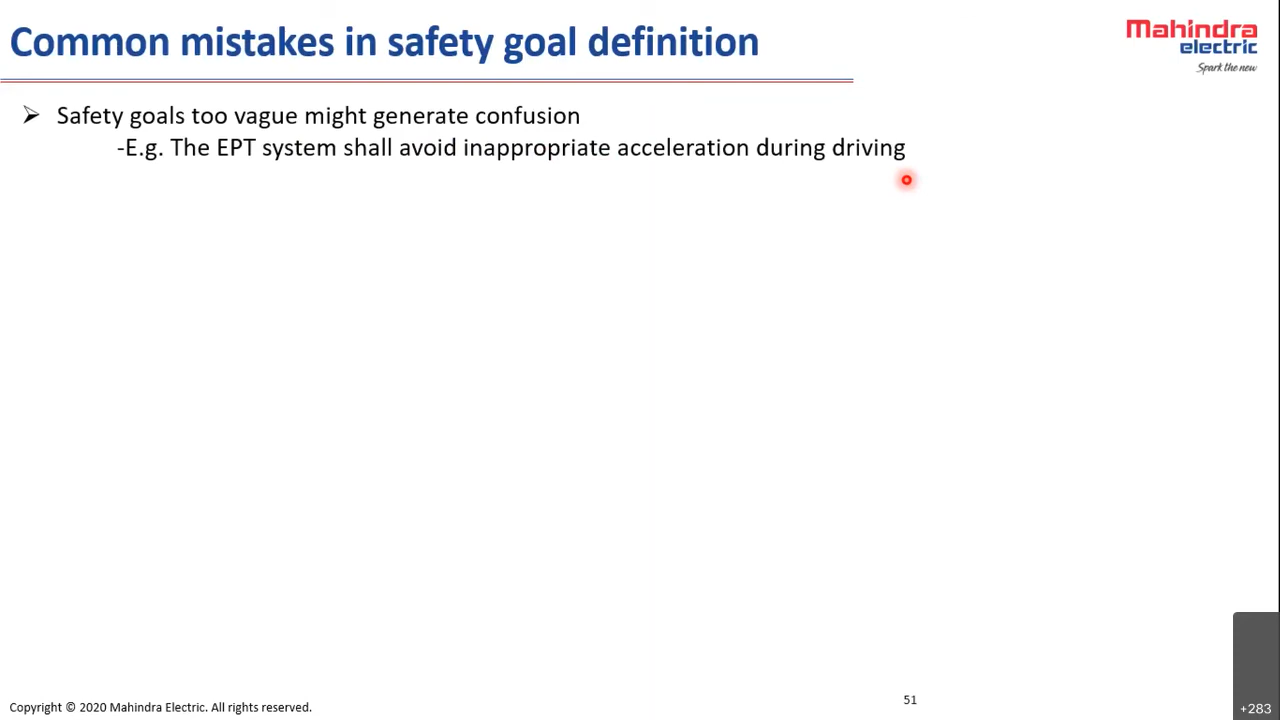 Common mistakes in safety goal definition
Mahindra
electric
Spark the new
➢ Safety goals too vague might generate confusion
-E.g. The EPT system shall avoid inappropriate acceleration during driving
51
Copyright © 2020 Mahindra Electric. All rights reserved.
+283